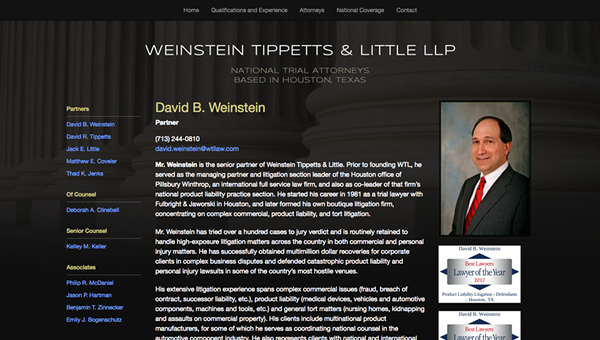 Home Qualifications and Experience Attorneys National Coverage Contact
WEINSTEIN TIPPETTS & LITTLE LLP
NATIONAL TRIAL ATTORNEYS
BASED IN HOUSTON, TEXAS
Partners
David B. Weinstein
David R. Tippetts
Jack E. Little
Matthew E. Coveler
Thad K. Jenks
Of Counsel
Deborah A. Clinebell
Senior Counsel
Kelley M. Keller
Associates
Philip R. McDaniel
Jason P. Hartman
Benjamin T. Zinnecker
Emily J. Bogenschutz
David B. Weinstein
Partner
(713) 244-0810
david.weinstein@wtllaw.com
Mr. Weinstein is the senior partner of Weinstein Tippetts & Little. Prior to founding WTL, he
served as the managing partner and litigation section leader of the Houston office of
Pillsbury Winthrop, an international full service law firm, and also as co-leader of that firm's
national product liability practice section. He started his career in 1981 as a trial lawyer with
Fulbright & Jaworski in Houston, and later formed his own boutique litigation firm,
concentrating on complex commercial, product liability, and tort litigation.
Mr. Weinstein has tried over a hundred cases to jury verdict and is routinely retained to
handle high-exposure litigation matters across the country in both commercial and personal
injury matters. He has successfully obtained multimillion dollar recoveries for corporate
clients in complex business disputes and defended catastrophic product liability and
personal injury lawsuits in some of the country's most hostile venues.
His extensive litigation experience spans complex commercial issues (fraud, breach of
contract, successor liability, etc.), product liability (medical devices, vehicles and automotive
components, machines and tools, etc.) and general tort matters (nursing homes, kidnapping
and assaults on commercial property). His clients include multinational product
manufacturers, for some of which he serves as coordinating national counsel in the
automotive component industry. He also represents clients with national and international
David B. Weinstein
Best Lawyers
Lawyer of the Year
2017
Product Liability Litigation - Defendants
- Houston, TX
David B. Weinstein
Best Lawyers
Lawyer of the Year